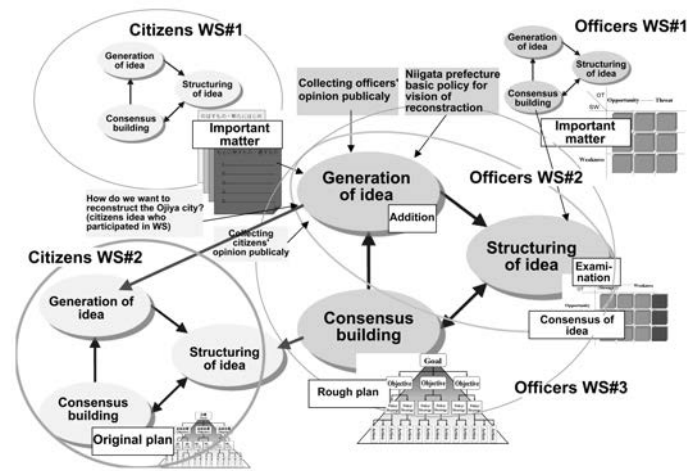 Citizens WS#1
Generation
of idea
Structuring
of idea
Consensus
building
Important
matter
Officers WS#1
Generation
of idea
Structuring
of idea
Consensus
building
OT
SW
Opportunity
Threat
Important
matter
Weakness
Collecting officers'
opinion publicaly
Niigata prefecture
basic policy for
vision of
reconstraction
Generation
of idea
Addition
Officers WS#2
Structuring
of idea
Exami-
nation
Weakness
Opportunity
Consensus
of idea
How do we want to
reconstruct the Ojiya city?
(citizens idea who
participated in WS)
Collecting
citizens'
opinion publicaly
Citizens WS#2
Generation of
idea
Structuring
of idea
Consensus
building
Original plan
Consensus
building
Rough plan
Goal
Objective
Objective
Objective
Officers WS#3